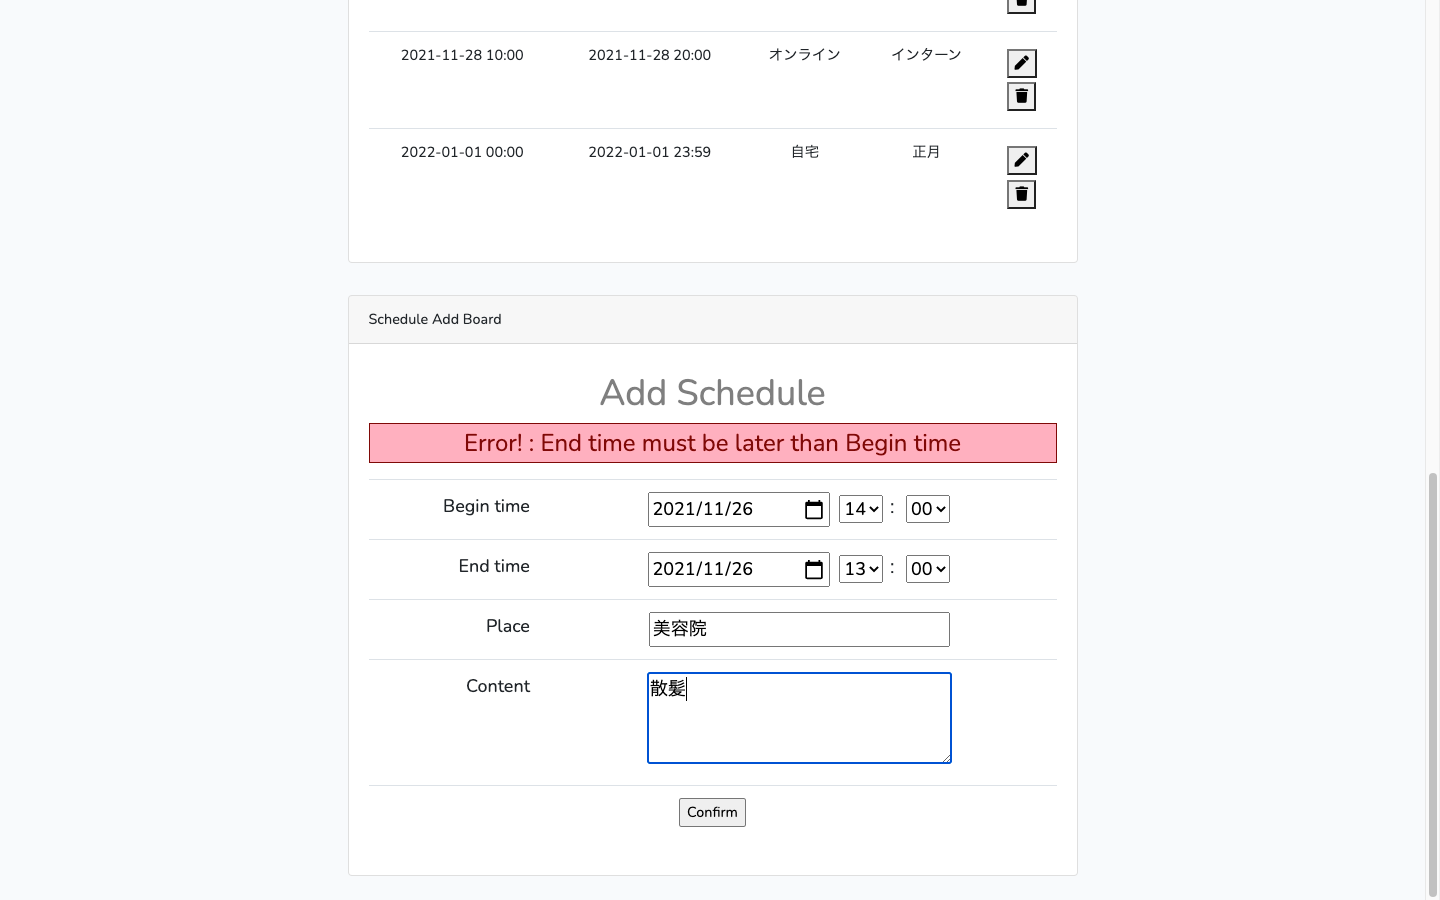 2021-11-28 10:00 2021-11-28 20:00 オンライン インターン
2022-01-01 00:00 2022-01-01 23:59 自宅 正月
Schedule Add Board
Add Schedule
Error! : End time must be later than Begin time
Begin time 2021/11/26 14 : 00
End time 2021/11/26 13 : 00
Place 美容院
Content 散髪
Confirm